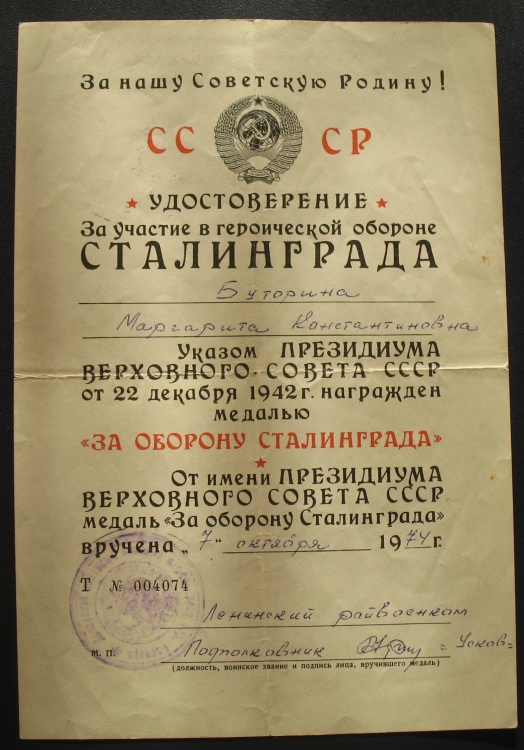 За нашу Советскую Родину!
СС СР
УДОСТОВЕРЕНИЕ
За участие в героической обороне
СТАЛИНГРАДА
Буторина
Маргарита Константиновна
Указом ПРЕЗИДИУМА
ВЕРХОВНОГО СОВЕТА СССР
от 22 декабря 1942 г. награжден
медалью
«ЗА ОБОРОНУ СТАЛИНГРАДА»
От имени ПРЕЗИДИУМА
ВЕРХОВНОГО СОВЕТА СССР
медаль «За оборону Сталинграда»
вручена „7“ октября 1974 г.
Т № 004074
Ленинский райвоенком
м. п. Подполковник =Усков=
(должность, воинское звание и подпись лица, вручившего медаль)